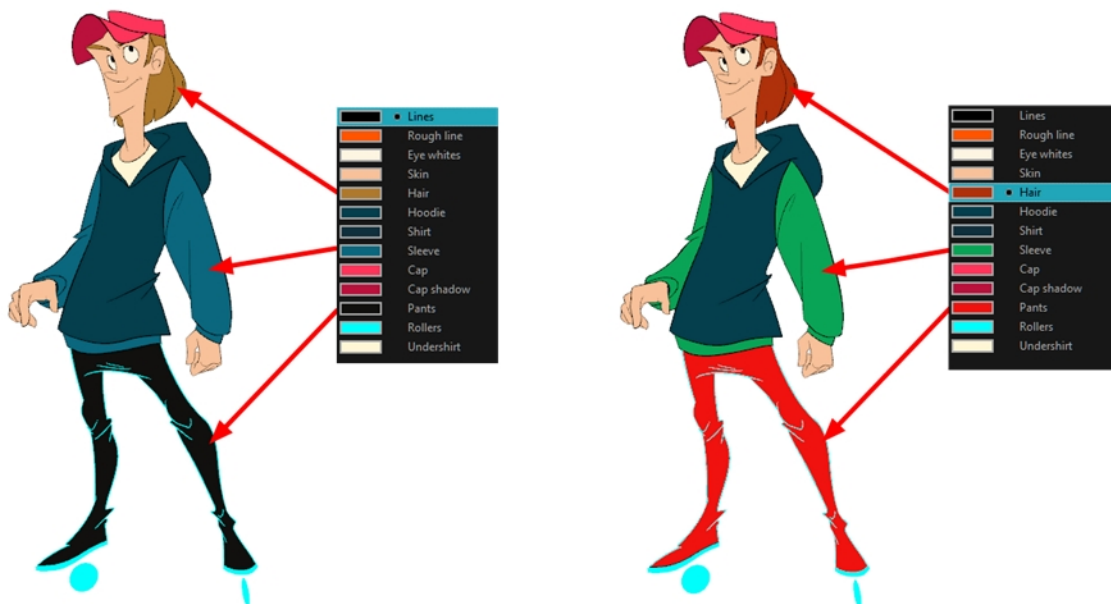 Lines
Rough line
Eye whites
Skin
Hair
Hoodie
Shirt
Sleeve
Cap
Cap shadow
Pants
Rollers
Undershirt
Lines
Rough line
Eye whites
Skin
Hair
Hoodie
Shirt
Sleeve
Cap
Cap shadow
Pants
Rollers
Undershirt